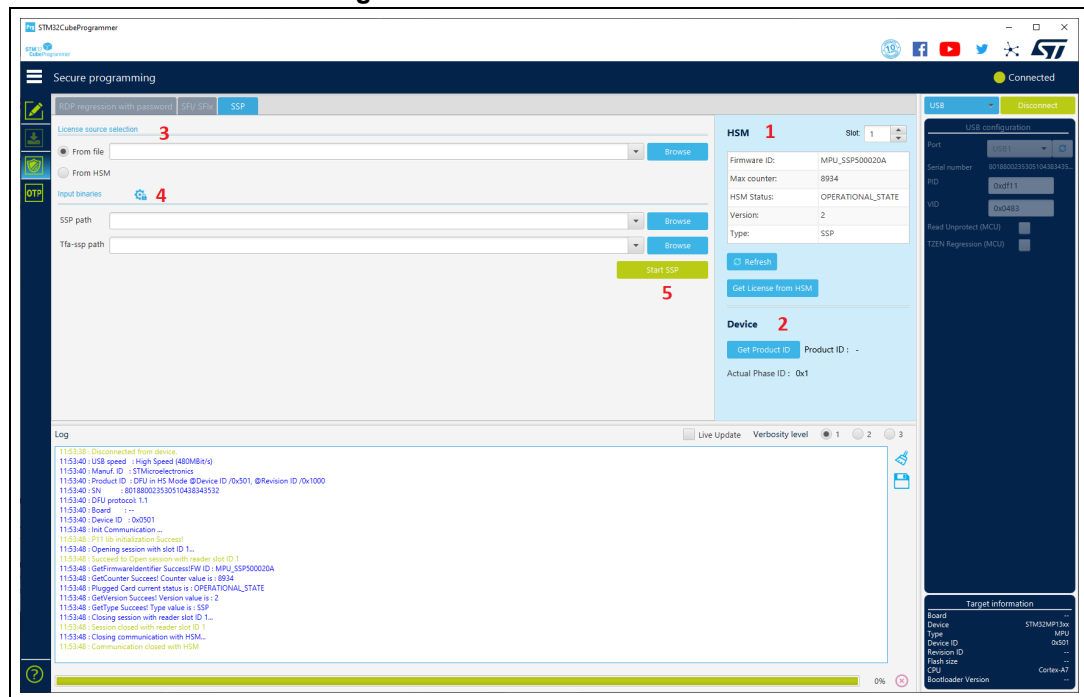 STM32CubeProgrammer
STM32
CubeProgrammer
Secure programming
Connected
RDP regression with password SFU SFIx SSP
USB Disconnect
License source selection 3
From file Browse
From HSM
Input binaries 4
SSP path Browse
Tfa-ssp path Browse
Start SSP
5
OTP
HSM 1 Slot: 1
Firmware ID: MPU_SSP500020A
Max counter: 8934
HSM Status: OPERATIONAL_STATE
Version: 2
Type: SSP
Refresh
Get License from HSM
Device 2
Get Product ID Product ID : -
Actual Phase ID : 0x1
USB configuration
Port USB1
Serial number
PID 0xdf11
VID 0x0483
Read Unprotect (MCU)
TZEN Regression (MCU)
Log Live Update Verbosity level 1 2 3
11:53:38 : Disconnected from device.
11:53:40 : USB speed : High Speed (480MBit/s)
11:53:40 : Manuf. ID : STMicroelectronics
11:53:40 : Product ID : DFU in HS Mode @Device ID /0x501, @Revision ID /0x1000
11:53:40 : SN : 801880023530510438343532
11:53:40 : DFU protocol: 1.1
11:53:40 : Board : --
11:53:40 : Device ID : 0x0501
11:53:48 : Init Communication ...
11:53:48 : P11 lib initialization Success!
11:53:48 : Opening session with slot ID 1...
11:53:48 : Succeed to Open session with reader slot ID 1
11:53:48 : GetFirmwareIdentifier Success!FW ID : MPU_SSP500020A
11:53:48 : GetCounter Succees! Counter value is : 8934
11:53:48 : Plugged Card current status is : OPERATIONAL_STATE
11:53:48 : GetVersion Succees! Version value is : 2
11:53:48 : GetType Succees! Type value is : SSP
11:53:48 : Closing session with reader slot ID 1...
11:53:48 : Session closed with reader slot ID 1
11:53:48 : Closing communication with HSM...
11:53:48 : Communication closed with HSM
0%
Target information
Board --
Device STM32MP13xx
Type MPU
Device ID 0x501
Revision ID --
Flash size --
CPU Cortex-A7
Bootloader Version --